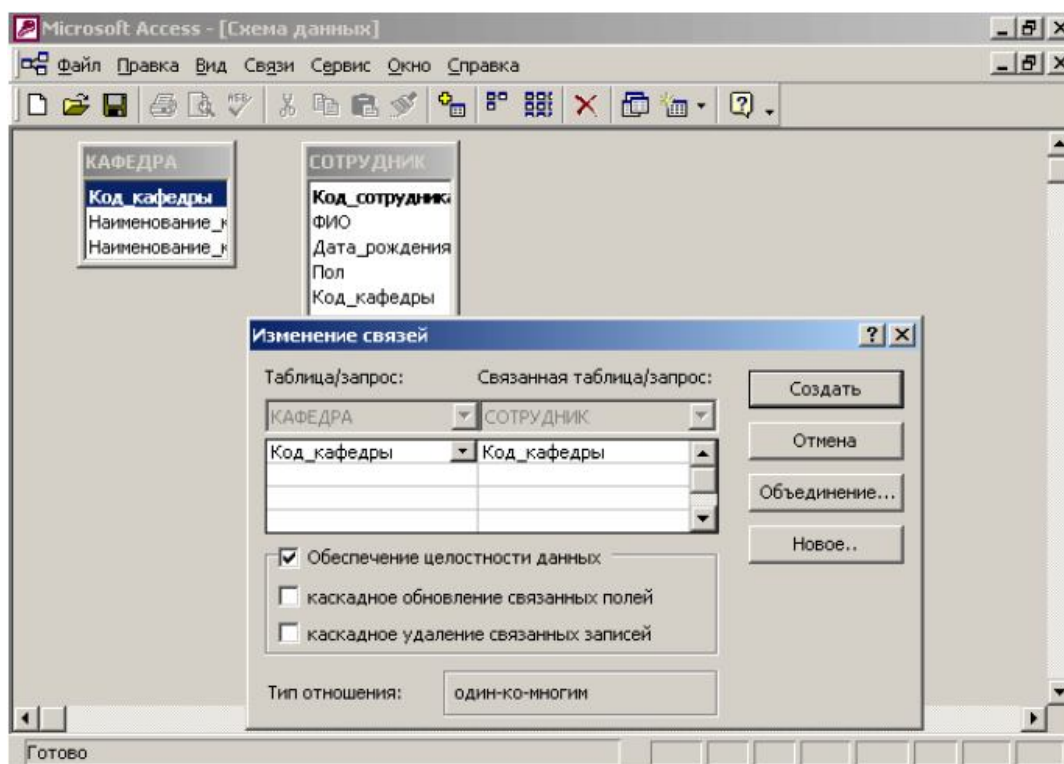 Microsoft Access - [Схема данных]
Файл Правка Вид Связи Сервис Окно Справка
КАФЕДРА
Код_кафедры
Наименование_к
Наименование_к
СОТРУДНИК
Код_сотрудника
ФИО
Дата_рождения
Пол
Код_кафедры
Изменение связей
Таблица/запрос: Связанная таблица/запрос:
КАФЕДРА СОТРУДНИК
Код_кафедры Код_кафедры
Обеспечение целостности данных
каскадное обновление связанных полей
каскадное удаление связанных записей
Тип отношения: один-ко-многим
Создать
Отмена
Объединение...
Новое..
Готово